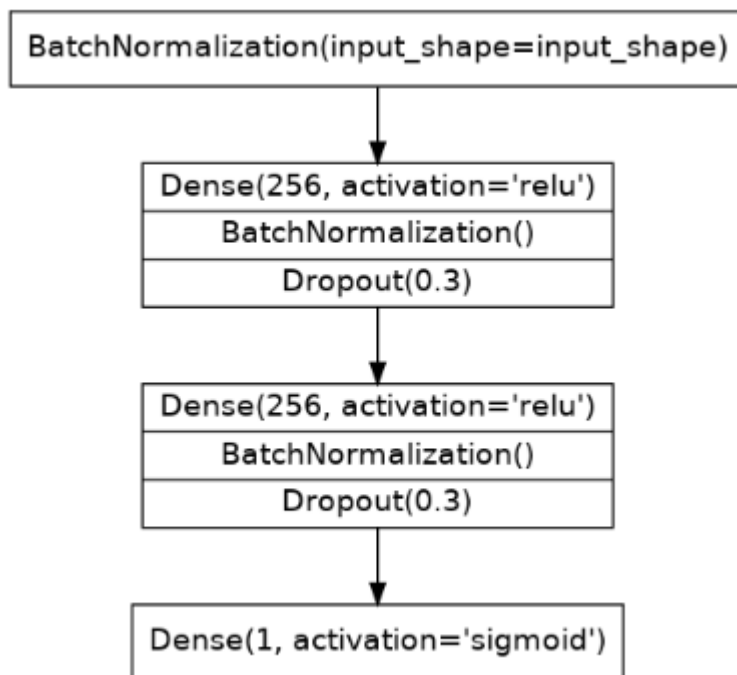 BatchNormalization(input_shape=input_shape)
Dense(256, activation='relu')
BatchNormalization()
Dropout(0.3)
Dense(256, activation='relu')
BatchNormalization()
Dropout(0.3)
Dense(1, activation='sigmoid')